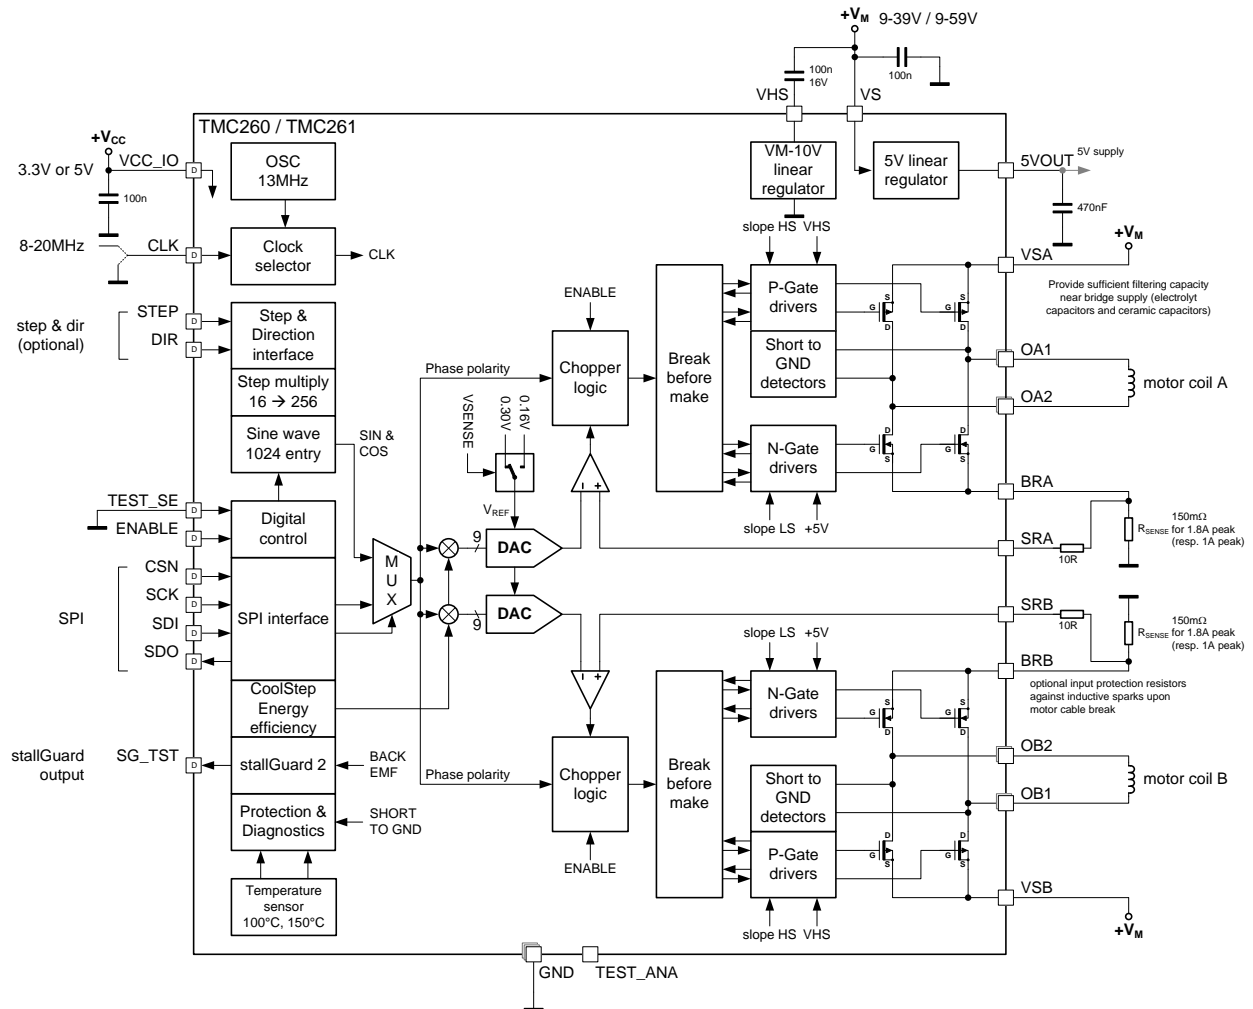 +VM
9-39V / 9-59V
100n
16V
100n
VHS
VS
TMC260 / TMC261
+VCC
VCC_IO
3.3V or 5V
D
100n
OSC
13MHz
VM-10V
linear
regulator
5V linear
regulator
5VOUT
5V supply
470nF
slope HS
VHS
+VM
8-20MHz
CLK
D
Clock
selector
CLK
VSA
Provide sufficient filtering capacity
near bridge supply (electrolyt
capacitors and ceramic capacitors)
ENABLE
P-Gate
drivers
S
G
D
S
G
D
STEP
D
step & dir
(optional)
DIR
D
Step &
Direction
interface
Chopper
logic
Break
before
make
Short to
GND
detectors
OA1
motor coil A
OA2
Phase polarity
Step multiply
16 → 256
VSENSE
0.30V
0.16V
Sine wave
1024 entry
SIN &
COS
N-Gate
drivers
D
G
S
D
G
S
VREF
slope LS
+5V
BRA
150mΩ
RSENSE for 1.8A peak
(resp. 1A peak)
SRA
10R
TEST_SE
D
ENABLE
D
Digital
control
M
U
X
9
DAC
− +
CSN
D
SCK
D
SPI
SDI
D
SDO
D
SPI interface
9
DAC
SRB
10R
150mΩ
RSENSE for 1.8A peak
(resp. 1A peak)
BRB
optional input protection resistors
against inductive sparks upon
motor cable break
slope LS
+5V
− +
CoolStep
Energy
efficiency
N-Gate
drivers
S
G
D
S
G
D
stallGuard
output
SG_TST
D
stallGuard 2
BACK
EMF
Phase polarity
Chopper
logic
Break
before
make
Short to
GND
detectors
OB2
motor coil B
OB1
Protection &
Diagnostics
SHORT
TO GND
ENABLE
P-Gate
drivers
D
G
S
D
G
S
Temperature
sensor
100°C, 150°C
slope HS
VHS
VSB
+VM
GND
TEST_ANA